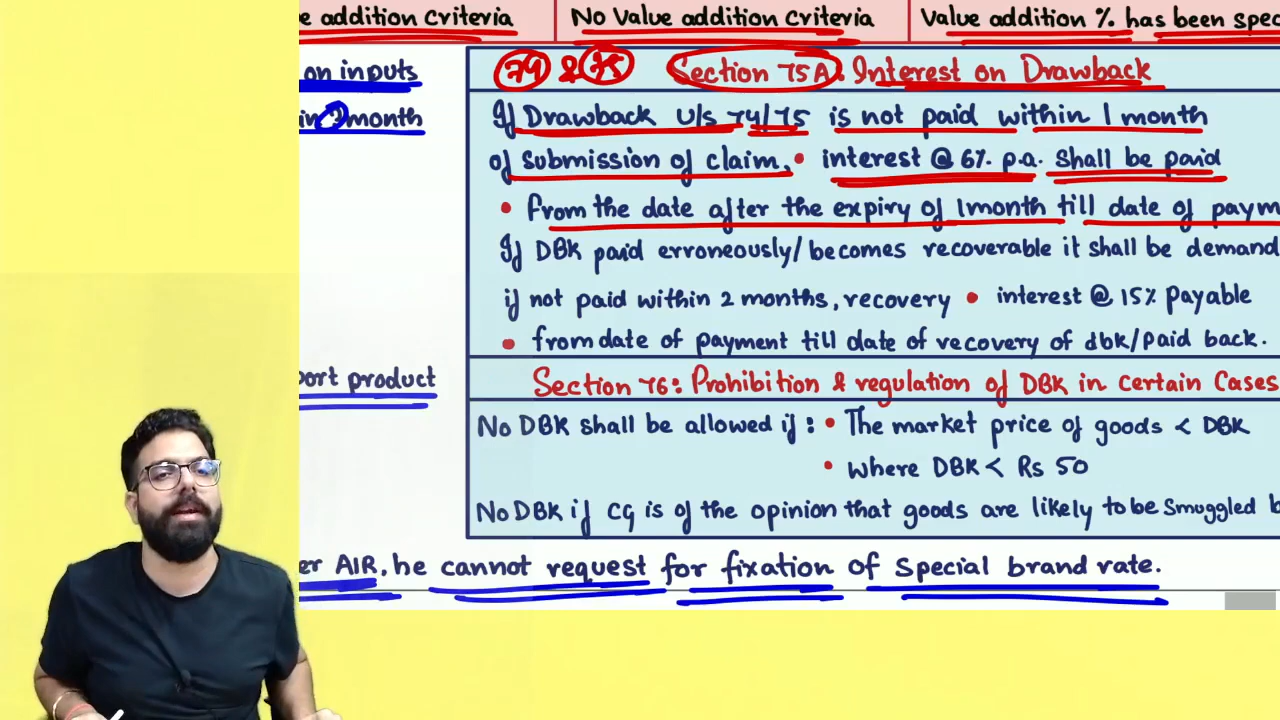 e addition Criteria
No Value addition Criteria
Value addition % has been spec
on inputs
in month
74 & 75 Section 75A: Interest on Drawback
If Drawback U/s 74/75 is not paid within 1 month
of submission of claim, • interest @ 6% p.a. shall be paid
• from the date after the expiry of 1month till date of paym
If DBK paid erroneously/becomes recoverable it shall be demand
if not paid within 2 months, recovery • interest @ 15% payable
• from date of payment till date of recovery of dbk/Paid back.
port product
Section 76: Prohibition & regulation of DBK in certain Cases
No DBK shall be allowed if: • The market price of goods < DBK
• where DBK < Rs 50
No DBK if CG is of the opinion that goods are likely to be Smuggled b
er AIR, he cannot request for fixation of Special brand rate.